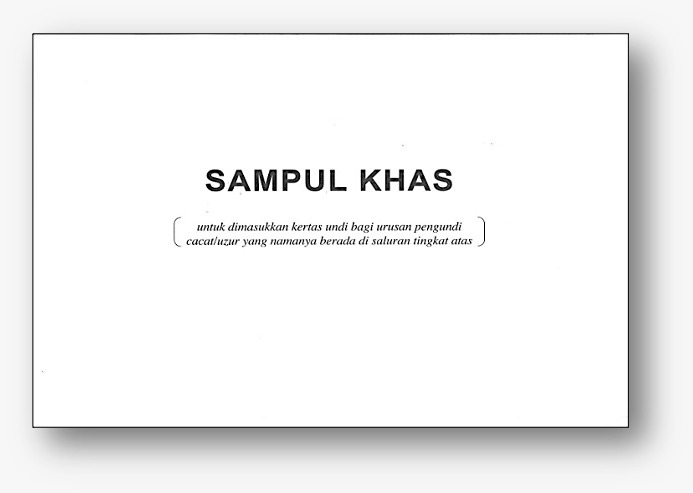 SAMPUL KHAS
untuk dimasukkan kertas undi bagi urusan pengundi
cacat/uzur yang namanya berada di saluran tingkat atas